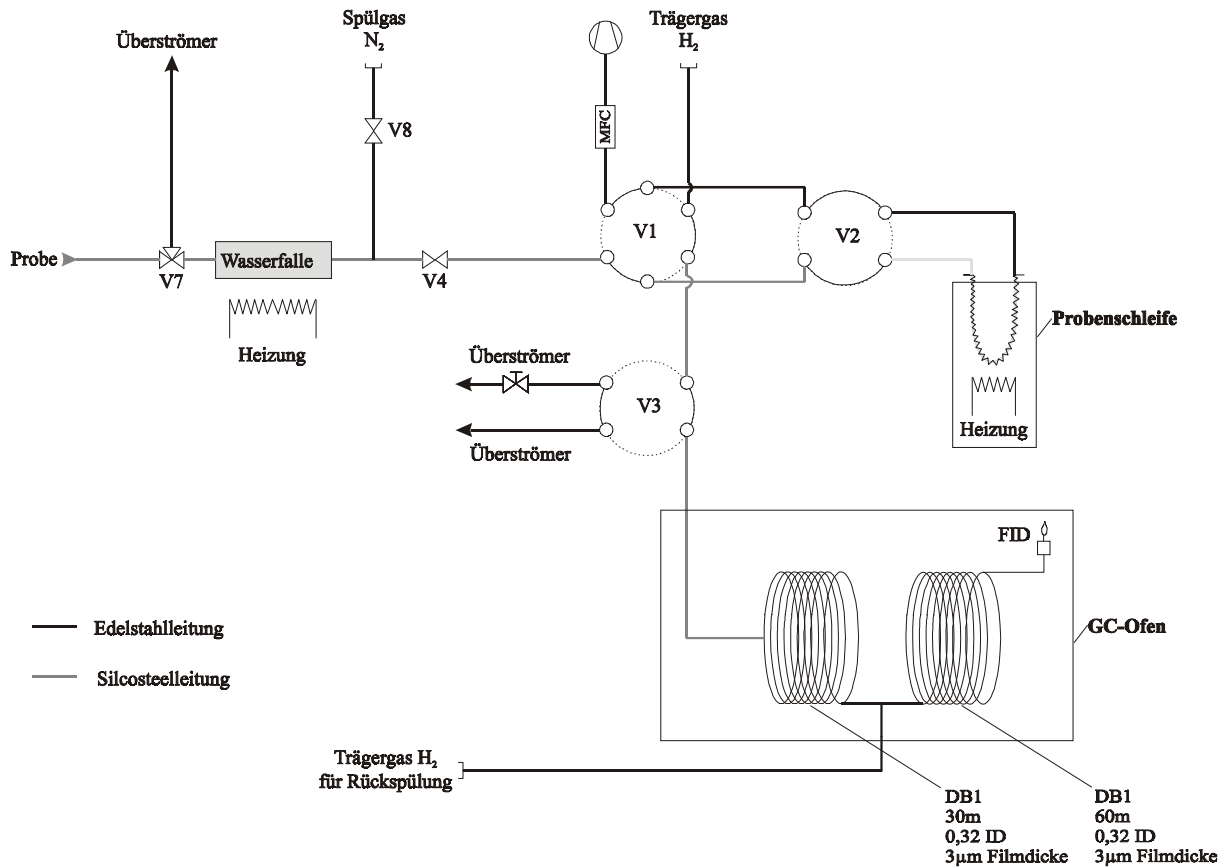 Spülgas
N₂
Trägergas
H₂
Überströmer
V8
MFC
V1
V2
Probe
Wasserfalle
V7
V4
Heizung
Probenschleife
Heizung
Überströmer
V3
Überströmer
FID
GC-Ofen
Edelstahlleitung
Silcosteelleitung
Trägergas H₂
für Rückspülung
DB1
30m
0,32 ID
3µm Filmdicke
DB1
60m
0,32 ID
3µm Filmdicke